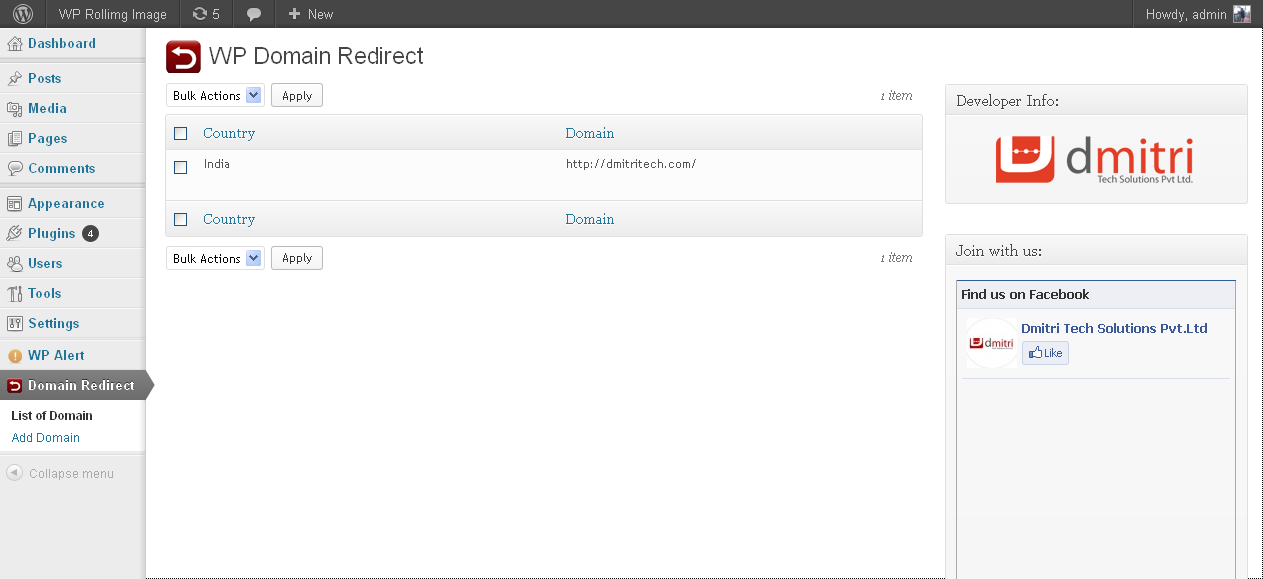 WP Rollimg Image 5 New Howdy, admin
Dashboard
Posts
Media
Pages
Comments
Appearance
Plugins 4
Users
Tools
Settings
WP Alert
Domain Redirect
List of Domain
Add Domain
Collapse menu
WP Domain Redirect
Bulk Actions Apply 1 item
Country Domain
India http://dmitritech.com/
Country Domain
Bulk Actions Apply 1 item
Developer Info:
dmitri
Tech Solutions Pvt Ltd.
Join with us:
Find us on Facebook
dmitri
Dmitri Tech Solutions Pvt.Ltd
Like